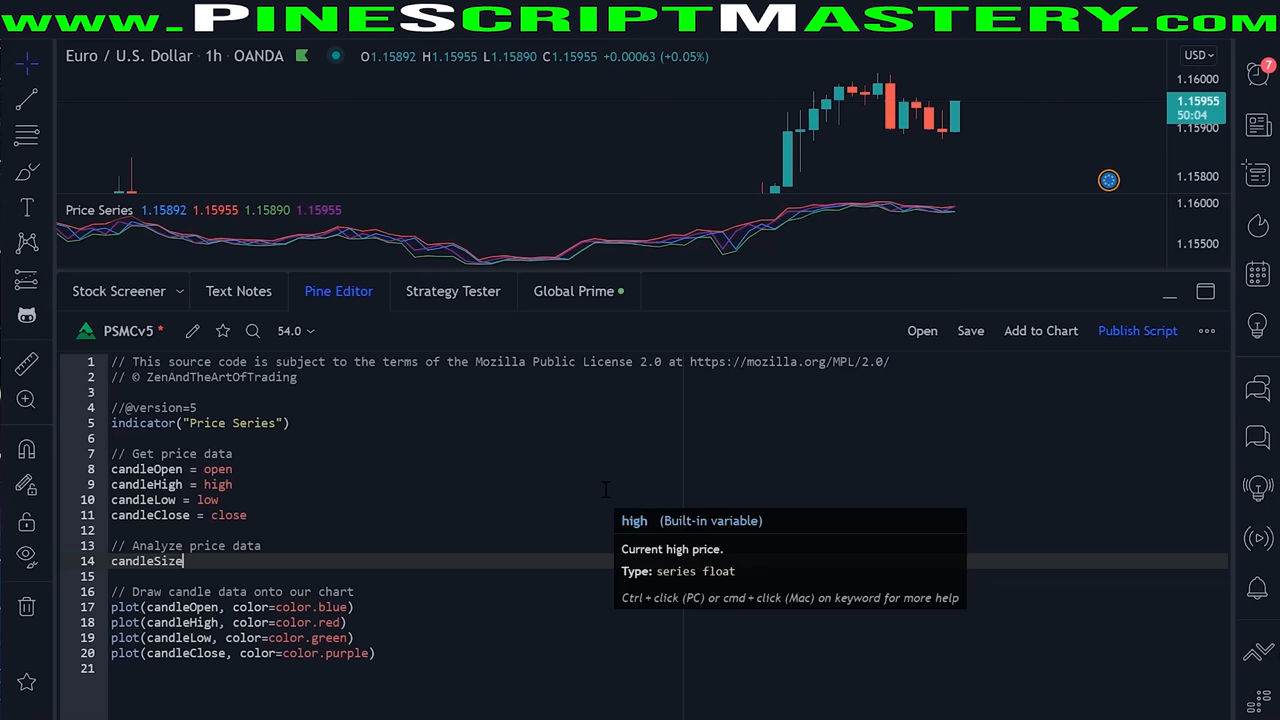 www.PineScriptMastery.com
Euro / U.S. Dollar · 1h · OANDA O1.15892 H1.15955 L1.15890 C1.15955 +0.00063 (+0.05%)
USD
7
1.16000
1.15955
50:04
1.15900
1.15800
Price Series 1.15892 1.15955 1.15890 1.15955
1.16000
1.15500
Stock Screener Text Notes Pine Editor Strategy Tester Global Prime
PSMCv5 * 54.0 Open Save Add to Chart Publish Script
1 // This source code is subject to the terms of the Mozilla Public License 2.0 at https://mozilla.org/MPL/2.0/
2 // © ZenAndTheArtOfTrading
3
4 //@version=5
5 indicator("Price Series")
6
7 // Get price data
8 candleOpen = open
9 candleHigh = high
10 candleLow = low
11 candleClose = close
12
13 // Analyze price data
14 candleSize
15
16 // Draw candle data onto our chart
17 plot(candleOpen, color=color.blue)
18 plot(candleHigh, color=color.red)
19 plot(candleLow, color=color.green)
20 plot(candleClose, color=color.purple)
21
high (Built-in variable)
Current high price.
Type: series float
Ctrl + click (PC) or cmd + click (Mac) on keyword for more help